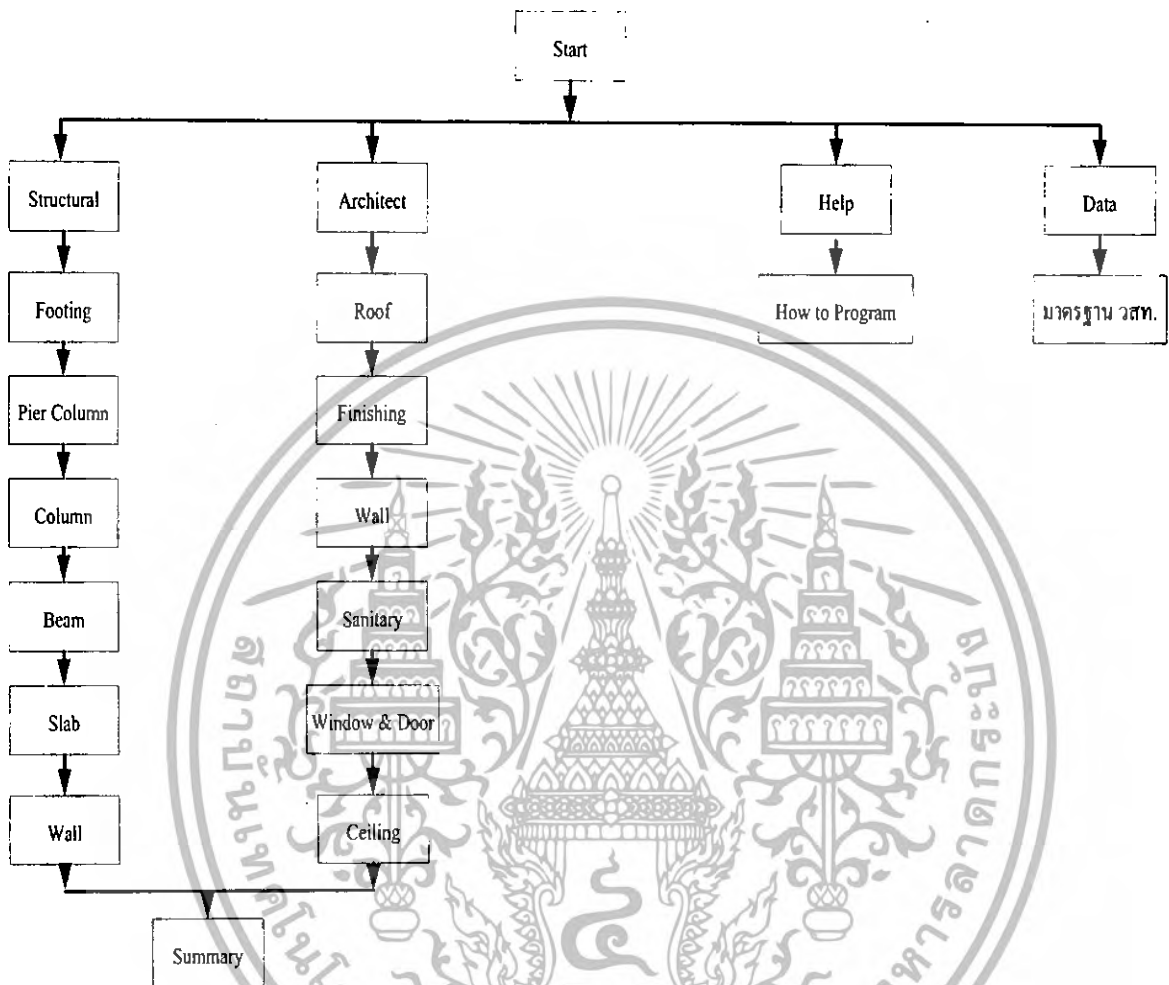 Start
Structural
Architect
Help
Data
Footing
Roof
How to Program
มาตรฐาน วสท.
Pier Column
Finishing
Column
Wall
Beam
Sanitary
Slab
Window & Door
Wall
Ceiling
Summary